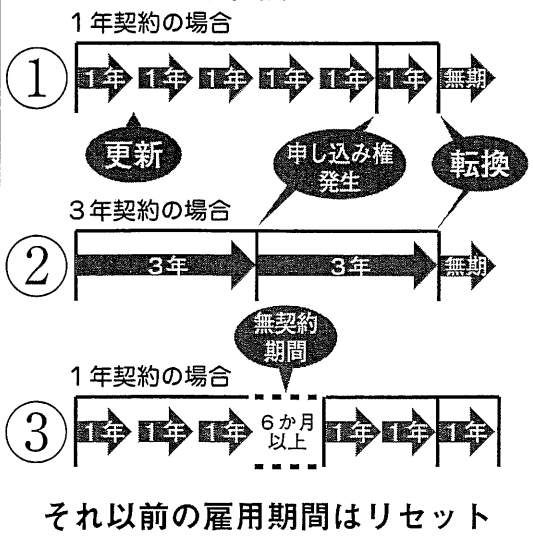 1年契約の場合
① 1年 1年 1年 1年 1年 1年 無期
更新
申し込み権
発生
転換
3年契約の場合
② 3年 3年 無期
無契約
期間
1年契約の場合
③ 1年 1年 1年 6か月
以上
1年 1年 1年
それ以前の雇用期間はリセット